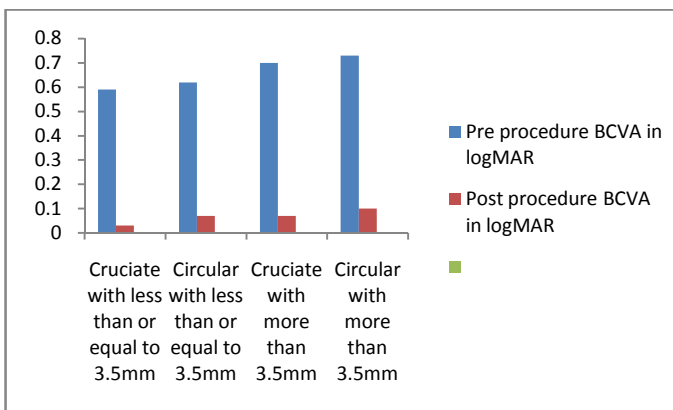 0.8
0.7
0.6
0.5
0.4
0.3
0.2
0.1
0
Cruciate
with less
than or
equal to
3.5mm
Circular
with less
than or
equal to
3.5mm
Cruciate
with
more
than
3.5mm
Circular
with
more
than
3.5mm
Pre procedure BCVA in
logMAR
Post procedure BCVA
in logMAR